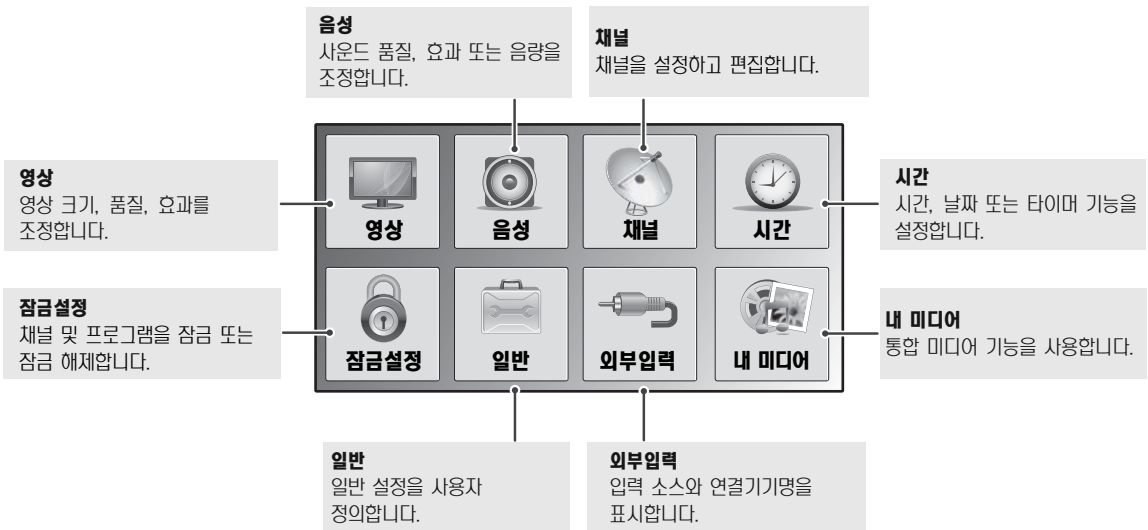 음성
사운드 품질, 효과 또는 음량을
조정합니다.
채널
채널을 설정하고 편집합니다.
영상
영상 크기, 품질, 효과를
조정합니다.
영상
음성
채널
시간
시간
시간, 날짜 또는 타이머 기능을
설정합니다.
잠금설정
채널 및 프로그램을 잠금 또는
잠금 해제합니다.
잠금설정
일반
외부입력
내 미디어
내 미디어
통합 미디어 기능을 사용합니다.
일반
일반 설정을 사용자
정의합니다.
외부입력
입력 소스와 연결기기명을
표시합니다.